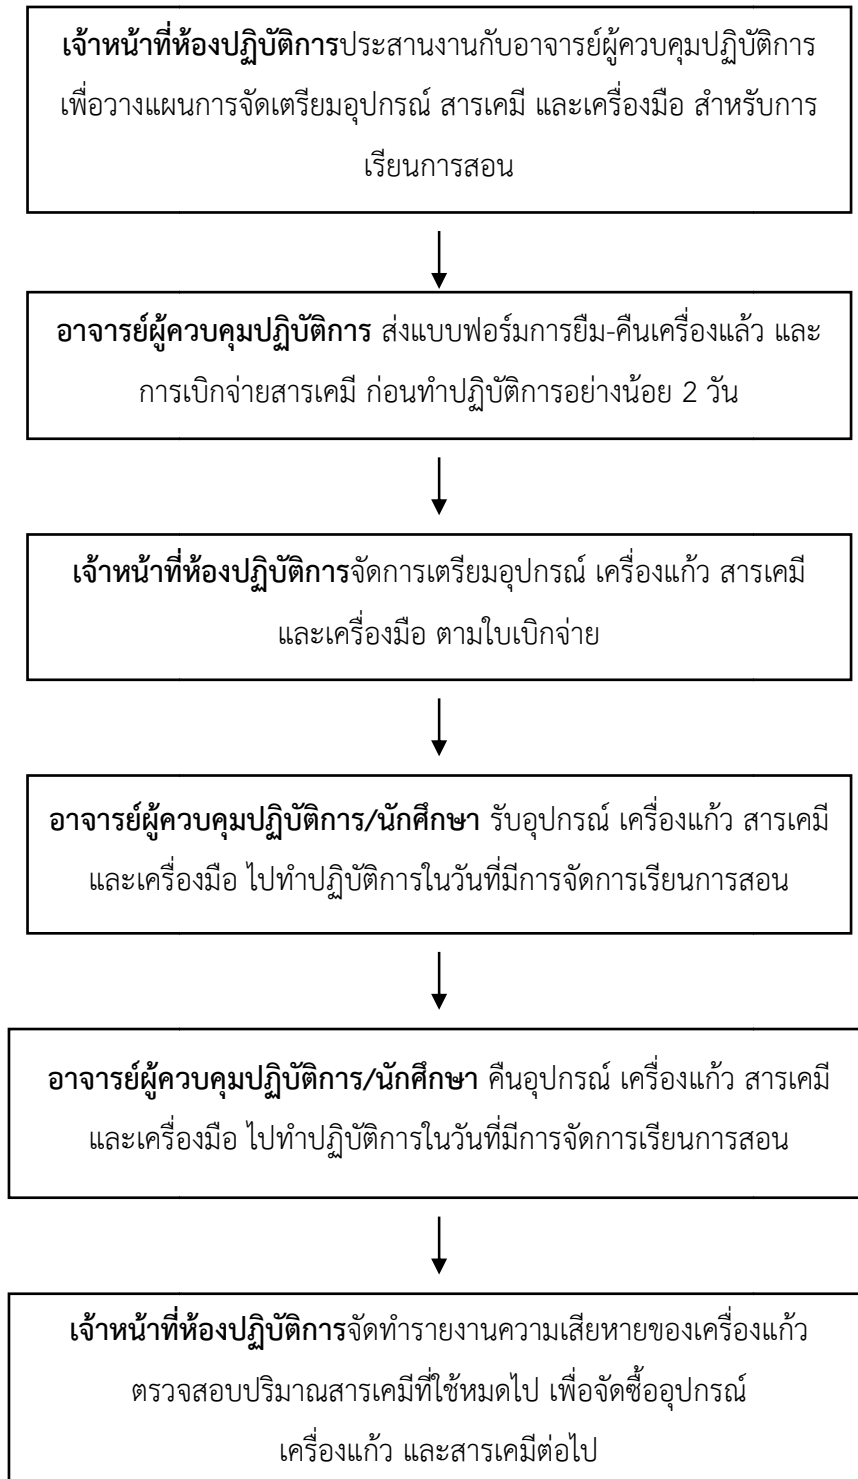 เจ้าหน้าที่ห้องปฏิบัติการประสานงานกับอาจารย์ผู้ควบคุมปฏิบัติการ
เพื่อวางแผนการจัดเตรียมอุปกรณ์ สารเคมี และเครื่องมือ สำหรับการ
เรียนการสอน
อาจารย์ผู้ควบคุมปฏิบัติการ ส่งแบบฟอร์มการยืม-คืนเครื่องแล้ว และ
การเบิกจ่ายสารเคมี ก่อนทำปฏิบัติการอย่างน้อย 2 วัน
เจ้าหน้าที่ห้องปฏิบัติการจัดการเตรียมอุปกรณ์ เครื่องแก้ว สารเคมี
และเครื่องมือ ตามใบเบิกจ่าย
อาจารย์ผู้ควบคุมปฏิบัติการ/นักศึกษา รับอุปกรณ์ เครื่องแก้ว สารเคมี
และเครื่องมือ ไปทำปฏิบัติการในวันที่มีการจัดการเรียนการสอน
อาจารย์ผู้ควบคุมปฏิบัติการ/นักศึกษา คืนอุปกรณ์ เครื่องแก้ว สารเคมี
และเครื่องมือ ไปทำปฏิบัติการในวันที่มีการจัดการเรียนการสอน
เจ้าหน้าที่ห้องปฏิบัติการจัดทำรายงานความเสียหายของเครื่องแก้ว
ตรวจสอบปริมาณสารเคมีที่ใช้หมดไป เพื่อจัดซื้ออุปกรณ์
เครื่องแก้ว และสารเคมีต่อไป